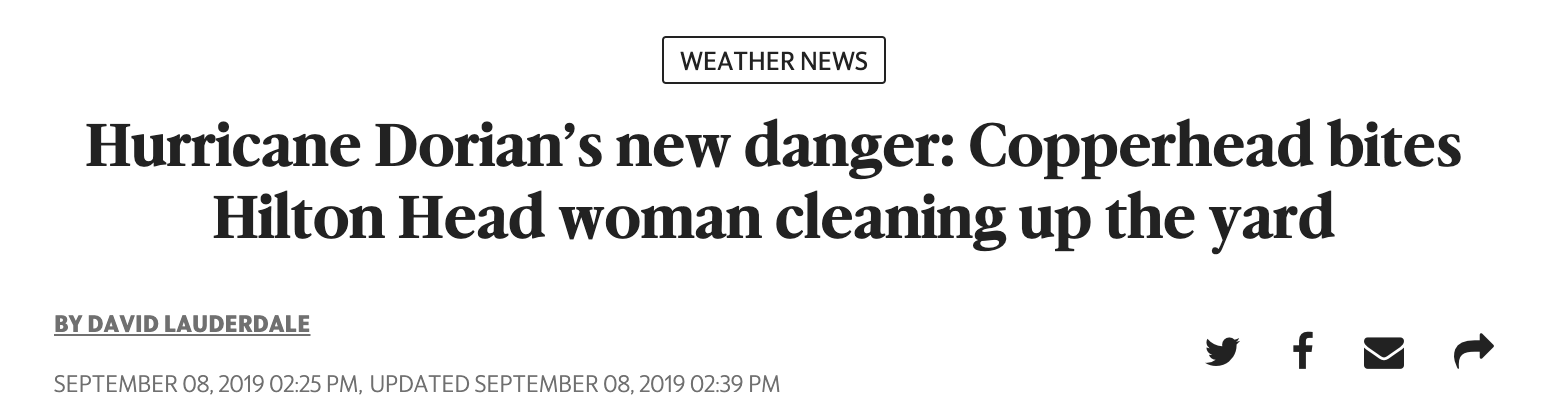 WEATHER NEWS
Hurricane Dorian’s new danger: Copperhead bites
Hilton Head woman cleaning up the yard
BY DAVID LAUDERDALE
SEPTEMBER 08, 2019 02:25 PM, UPDATED SEPTEMBER 08, 2019 02:39 PM